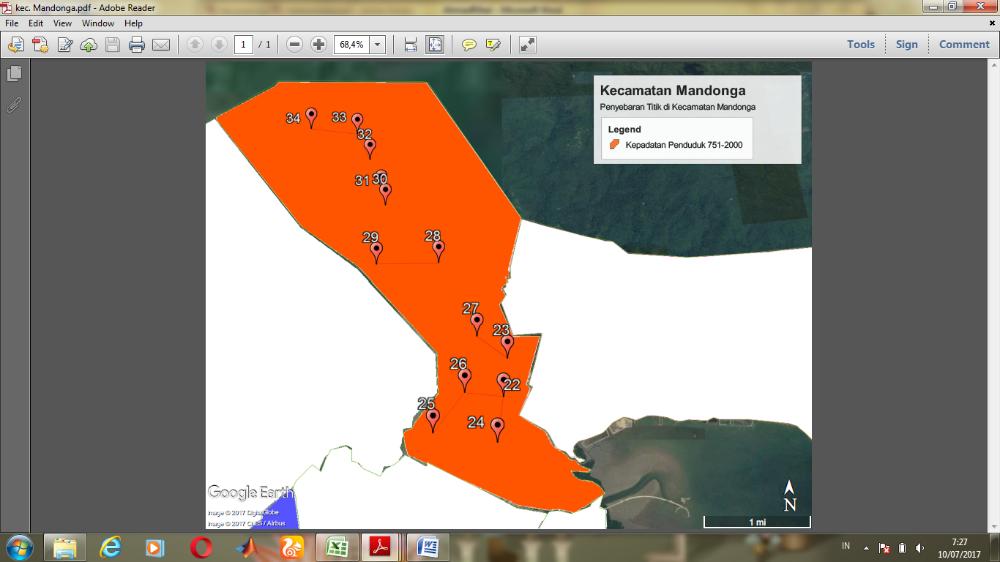 kec. Mandonga.pdf - Adobe Reader
File Edit View Window Help
1 / 1 68,4% Tools Sign Comment
Kecamatan Mandonga
Penyebaran Titik di Kecamatan Mandonga
Legend
Kepadatan Penduduk 751-2000
34 33
32
31 30
29 28
27
23
26
22
25
24
Google Earth
Image © 2017 DigitalGlobe
Image © 2017 CNES / Airbus
N
1 mi
IN 7:27
10/07/2017